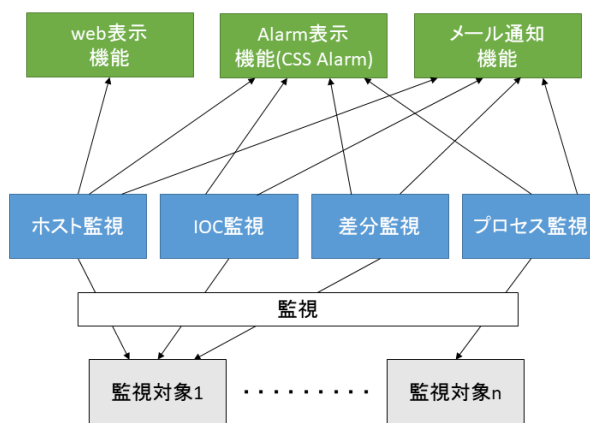 web表示
機能
Alarm表示
機能(CSS Alarm)
メール通知
機能
ホスト監視
IOC監視
差分監視
プロセス監視
監視
監視対象1
・・・・・・・・・
監視対象n